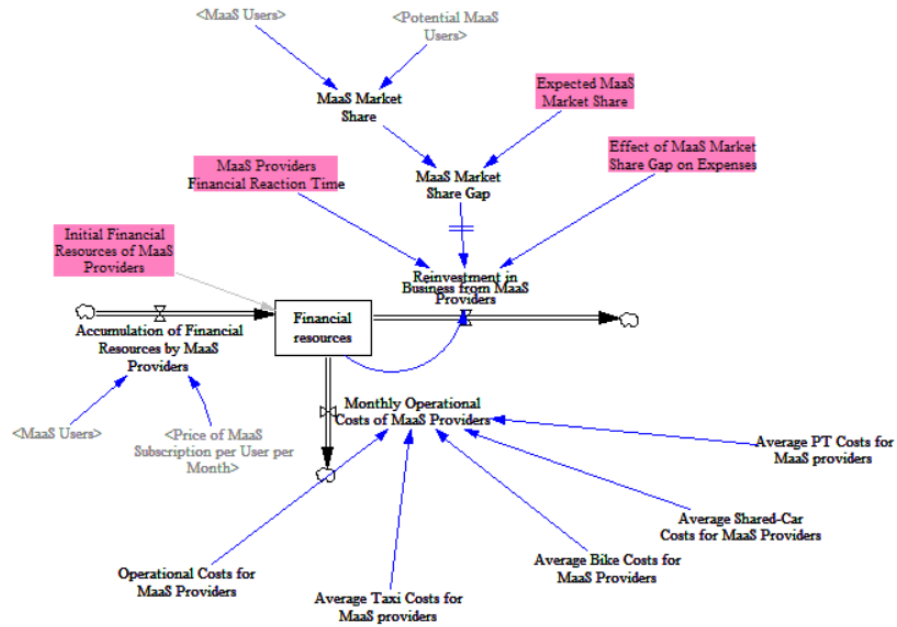 <MaaS Users>
<Potential MaaS
Users>
MaaS Market
Share
Expected MaaS
Market Share
Effect of MaaS Market
Share Gap on Expenses
MaaS Providers
Financial Reaction Time
MaaS Market
Share Gap
Initial Financial
Resources of MaaS
Providers
Reinvestment in
Business from MaaS
Providers
Financial
resources
Accumulation of Financial
Resources by MaaS
Providers
<MaaS Users>
<Price of MaaS
Subscription per User per
Month>
Monthly Operational
Costs of MaaS Providers
Average PT Costs for
MaaS providers
Average Shared-Car
Costs for MaaS Providers
Average Bike Costs for
MaaS Providers
Operational Costs for
MaaS Providers
Average Taxi Costs for
MaaS providers